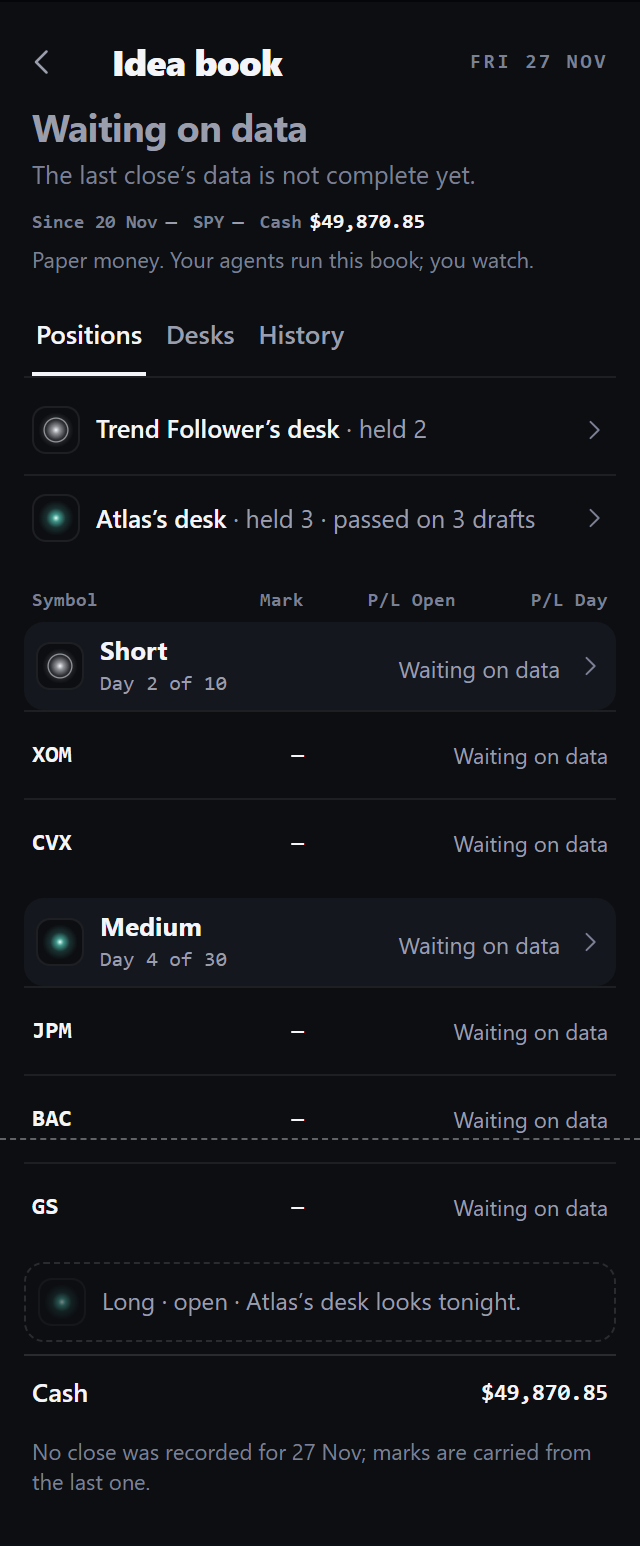 Idea book
FRI 27 NOV
Waiting on data
The last close’s data is not complete yet.
Since 20 Nov — SPY — Cash $49,870.85
Paper money. Your agents run this book; you watch.
Positions Desks History
Trend Follower’s desk · held 2
Atlas’s desk · held 3 · passed on 3 drafts
Symbol Mark P/L Open P/L Day
Short
Day 2 of 10
Waiting on data
XOM — Waiting on data
CVX — Waiting on data
Medium
Day 4 of 30
Waiting on data
JPM — Waiting on data
BAC — Waiting on data
GS — Waiting on data
Long · open · Atlas’s desk looks tonight.
Cash $49,870.85
No close was recorded for 27 Nov; marks are carried from
the last one.